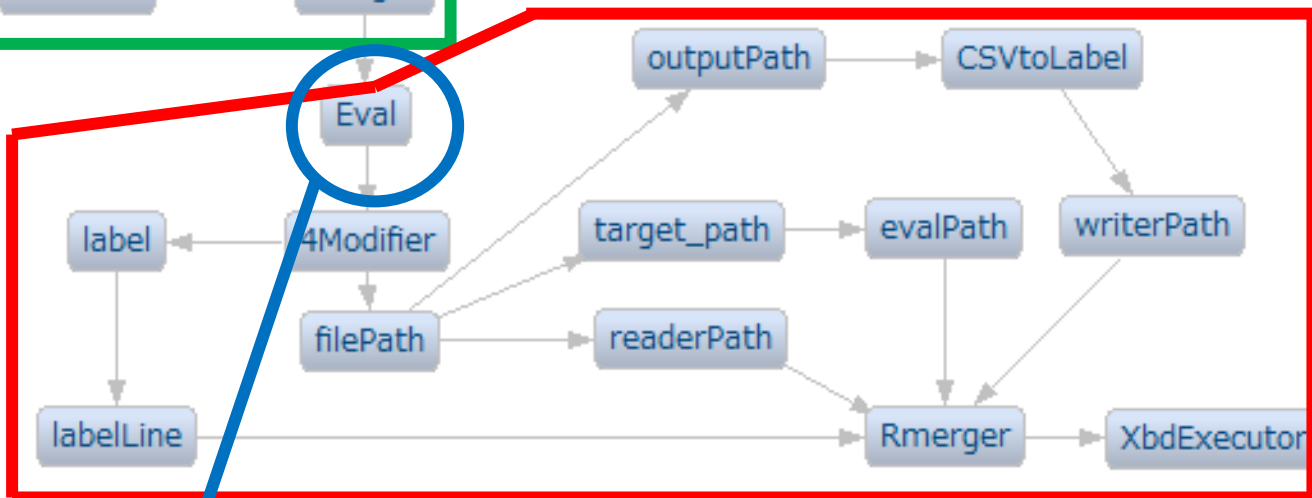 outputPath
CSVtoLabel
Eval
label
4Modifier
target_path
evalPath
writerPath
filePath
readerPath
labelLine
Rmerger
XbdExecutor